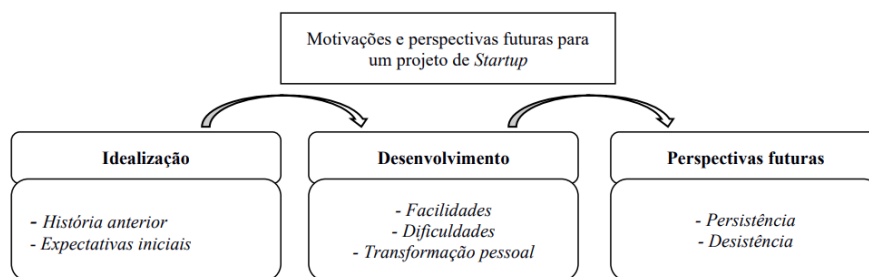 Motivações e perspectivas futuras para
um projeto de Startup
Idealização
- História anterior
- Expectativas iniciais
Desenvolvimento
- Facilidades
- Dificuldades
- Transformação pessoal
Perspectivas futuras
- Persistência
- Desistência